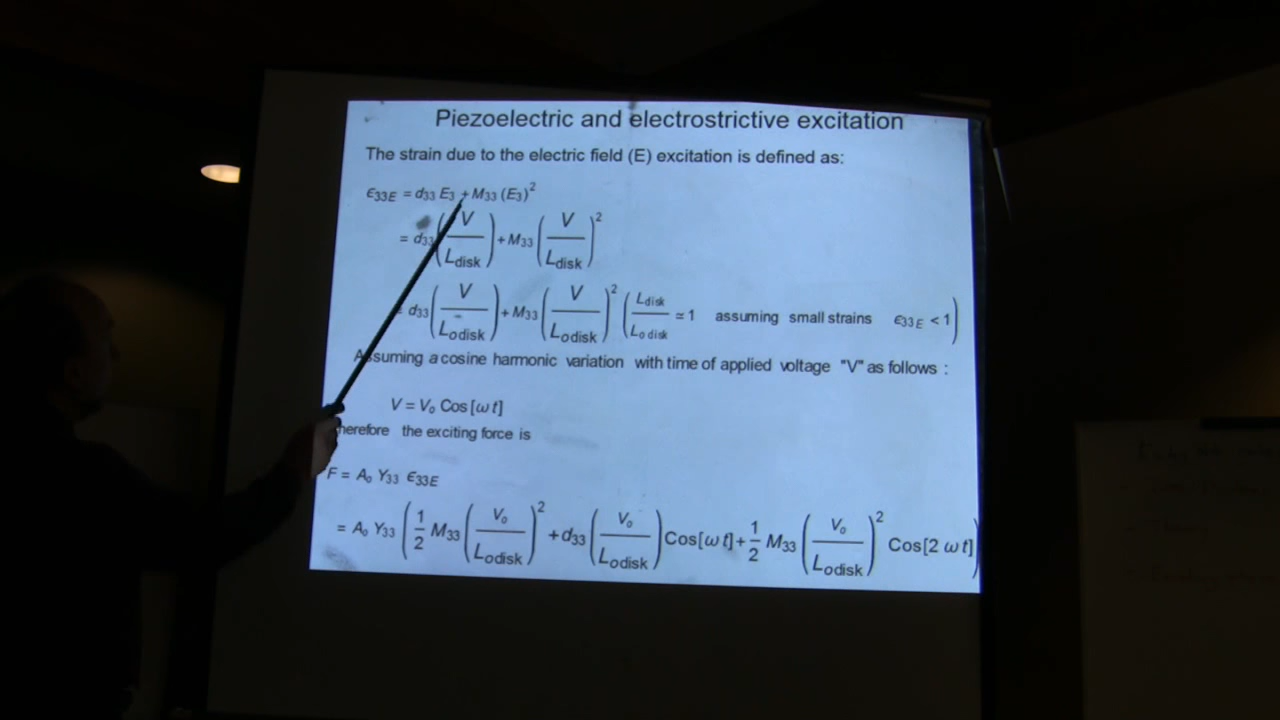 Piezoelectric and electrostrictive excitation
The strain due to the electric field (E) excitation is defined as:
ϵ33E = d33 E3 + M33 (E3)^2
= d33 (V/Ldisk) + M33 (V/Ldisk)^2
d33 (V/Lodisk) + M33 (V/Lodisk)^2 (Ldisk/Lodisk ≃ 1 assuming small strains ϵ33E < 1)
Assuming a cosine harmonic variation with time of applied voltage "V" as follows :
V = Vo Cos[ω t]
herefore the exciting force is
F = Ao Y33 ϵ33E
= Ao Y33 (1/2 M33 (Vo/Lodisk)^2 + d33 (Vo/Lodisk) Cos[ω t] + 1/2 M33 (Vo/Lodisk)^2 Cos[2 ω t])